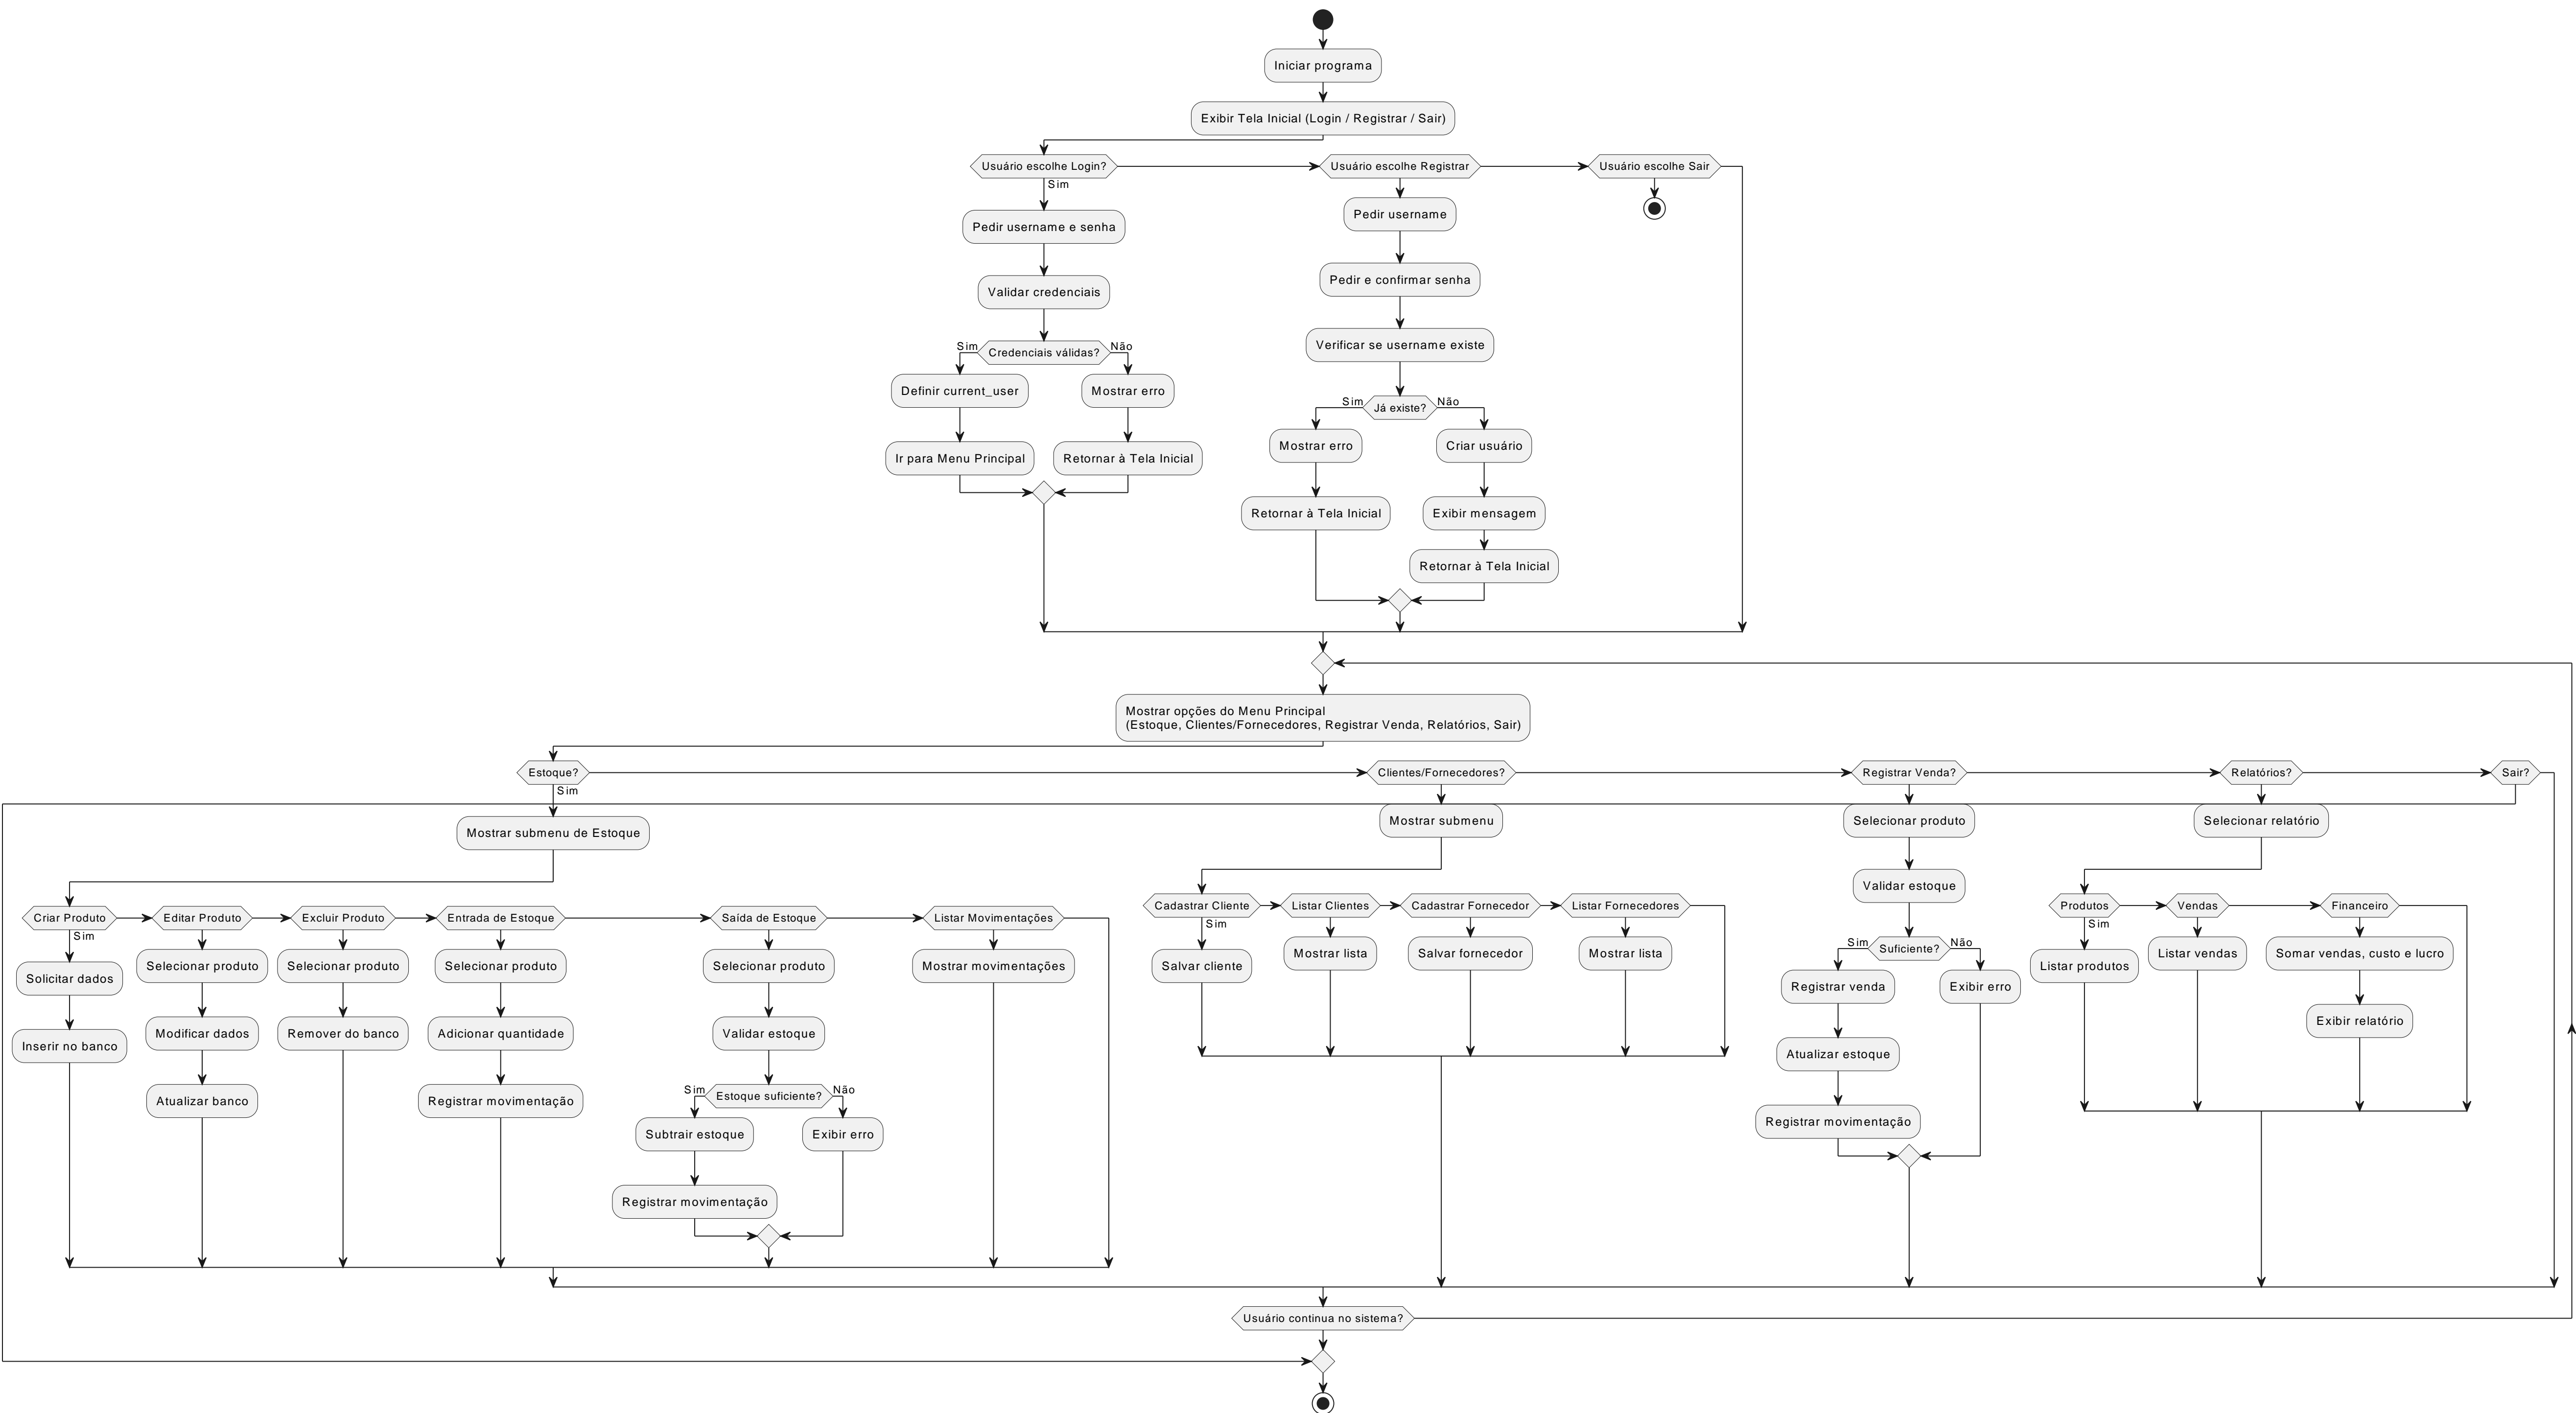 Iniciar programa
Exibir Tela Inicial (Login / Registrar / Sair)
Usuário escolhe Login?
Usuário escolhe Registrar
Usuário escolhe Sair
Sim
Pedir username e senha
Validar credenciais
Credenciais válidas?
Sim
Não
Definir current_user
Mostrar erro
Ir para Menu Principal
Retornar à Tela Inicial
Pedir username
Pedir e confirmar senha
Verificar se username existe
Já existe?
Sim
Não
Mostrar erro
Criar usuário
Retornar à Tela Inicial
Exibir mensagem
Retornar à Tela Inicial
Mostrar opções do Menu Principal
(Estoque, Clientes/Fornecedores, Registrar Venda, Relatórios, Sair)
Estoque?
Clientes/Fornecedores?
Registrar Venda?
Relatórios?
Sair?
Sim
Mostrar submenu de Estoque
Criar Produto
Editar Produto
Excluir Produto
Entrada de Estoque
Saída de Estoque
Listar Movimentações
Sim
Solicitar dados
Inserir no banco
Selecionar produto
Modificar dados
Atualizar banco
Selecionar produto
Remover do banco
Selecionar produto
Adicionar quantidade
Registrar movimentação
Selecionar produto
Validar estoque
Estoque suficiente?
Sim
Não
Subtrair estoque
Exibir erro
Registrar movimentação
Mostrar movimentações
Mostrar submenu
Cadastrar Cliente
Listar Clientes
Cadastrar Fornecedor
Listar Fornecedores
Sim
Salvar cliente
Mostrar lista
Salvar fornecedor
Mostrar lista
Selecionar produto
Validar estoque
Suficiente?
Sim
Não
Registrar venda
Exibir erro
Atualizar estoque
Registrar movimentação
Selecionar relatório
Produtos
Vendas
Financeiro
Sim
Listar produtos
Listar vendas
Somar vendas, custo e lucro
Exibir relatório
Usuário continua no sistema?